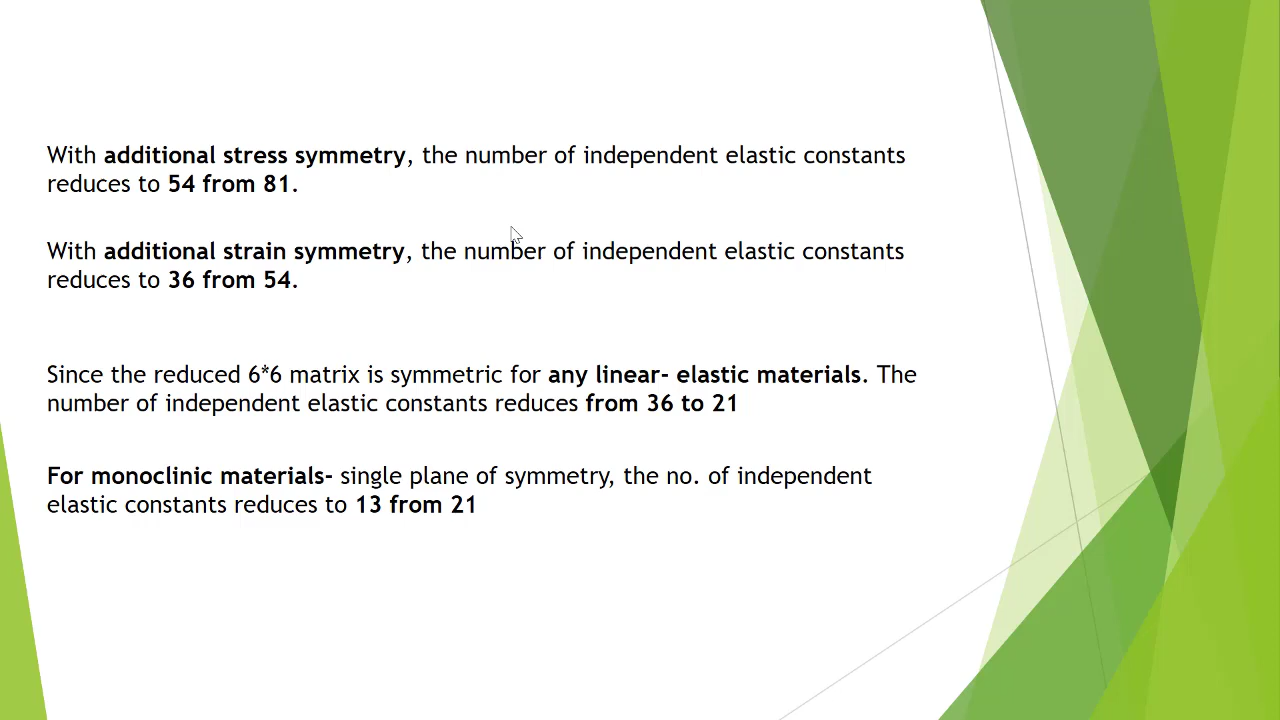 With additional stress symmetry, the number of independent elastic constants
reduces to 54 from 81.
With additional strain symmetry, the number of independent elastic constants
reduces to 36 from 54.
Since the reduced 6*6 matrix is symmetric for any linear- elastic materials. The
number of independent elastic constants reduces from 36 to 21
For monoclinic materials- single plane of symmetry, the no. of independent
elastic constants reduces to 13 from 21